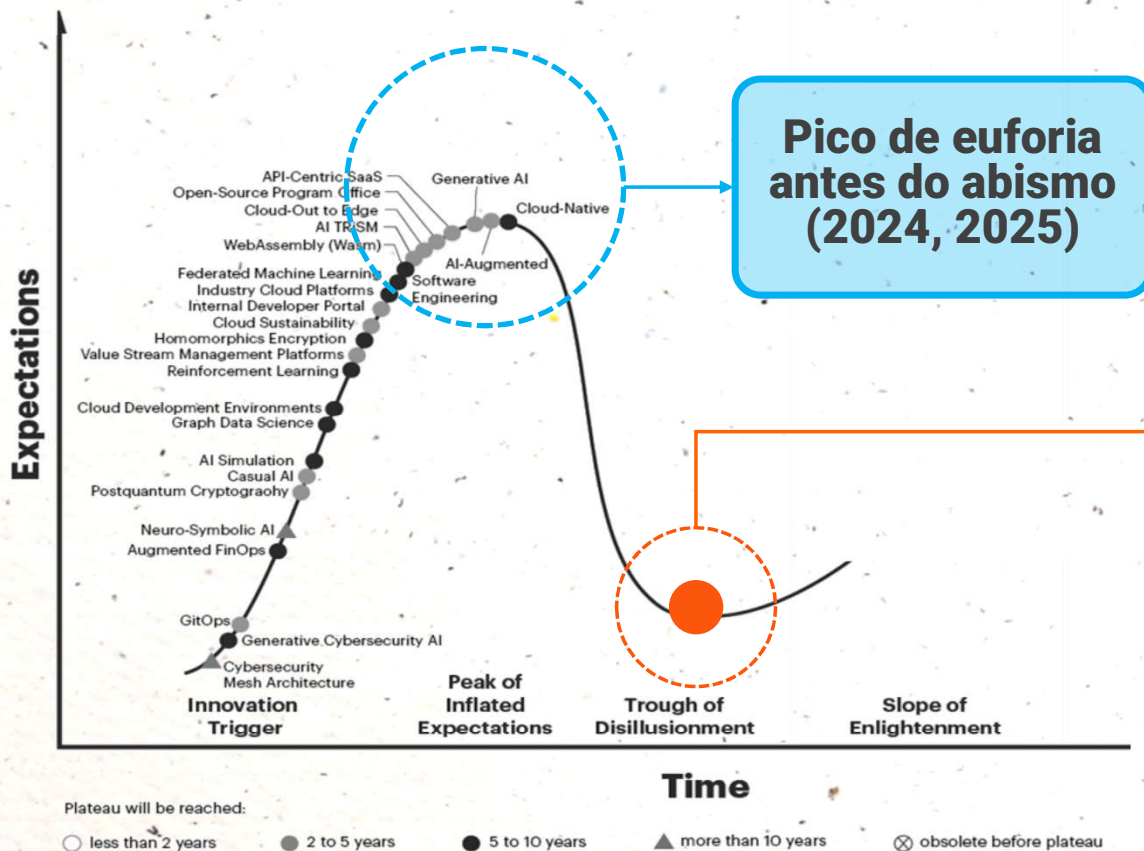 Pico de euforia
antes do abismo
(2024, 2025)
Expectations
API-Centric SaaS
Open-Source Program Office
Cloud-Out to Edge
AI TRiSM
WebAssembly (Wasm)
Federated Machine Learning
Industry Cloud Platforms
Internal Developer Portal
Cloud Sustainability
Homomorphics Encryption
Value Stream Management Platforms
Reinforcement Learning
Cloud Development Environments
Graph Data Science
AI Simulation
Casual AI
Postquantum Cryptograohy
Neuro-Symbolic AI
Augmented FinOps
GitOps
Generative Cybersecurity AI
Cybersecurity
Mesh Architecture
Generative AI
Cloud-Native
AI-Augmented
Software
Engineering
Innovation
Trigger
Peak of
Inflated
Expectations
Trough of
Disillusionment
Slope of
Enlightenment
Time
Plateau will be reached:
less than 2 years
2 to 5 years
5 to 10 years
more than 10 years
obsolete before plateau